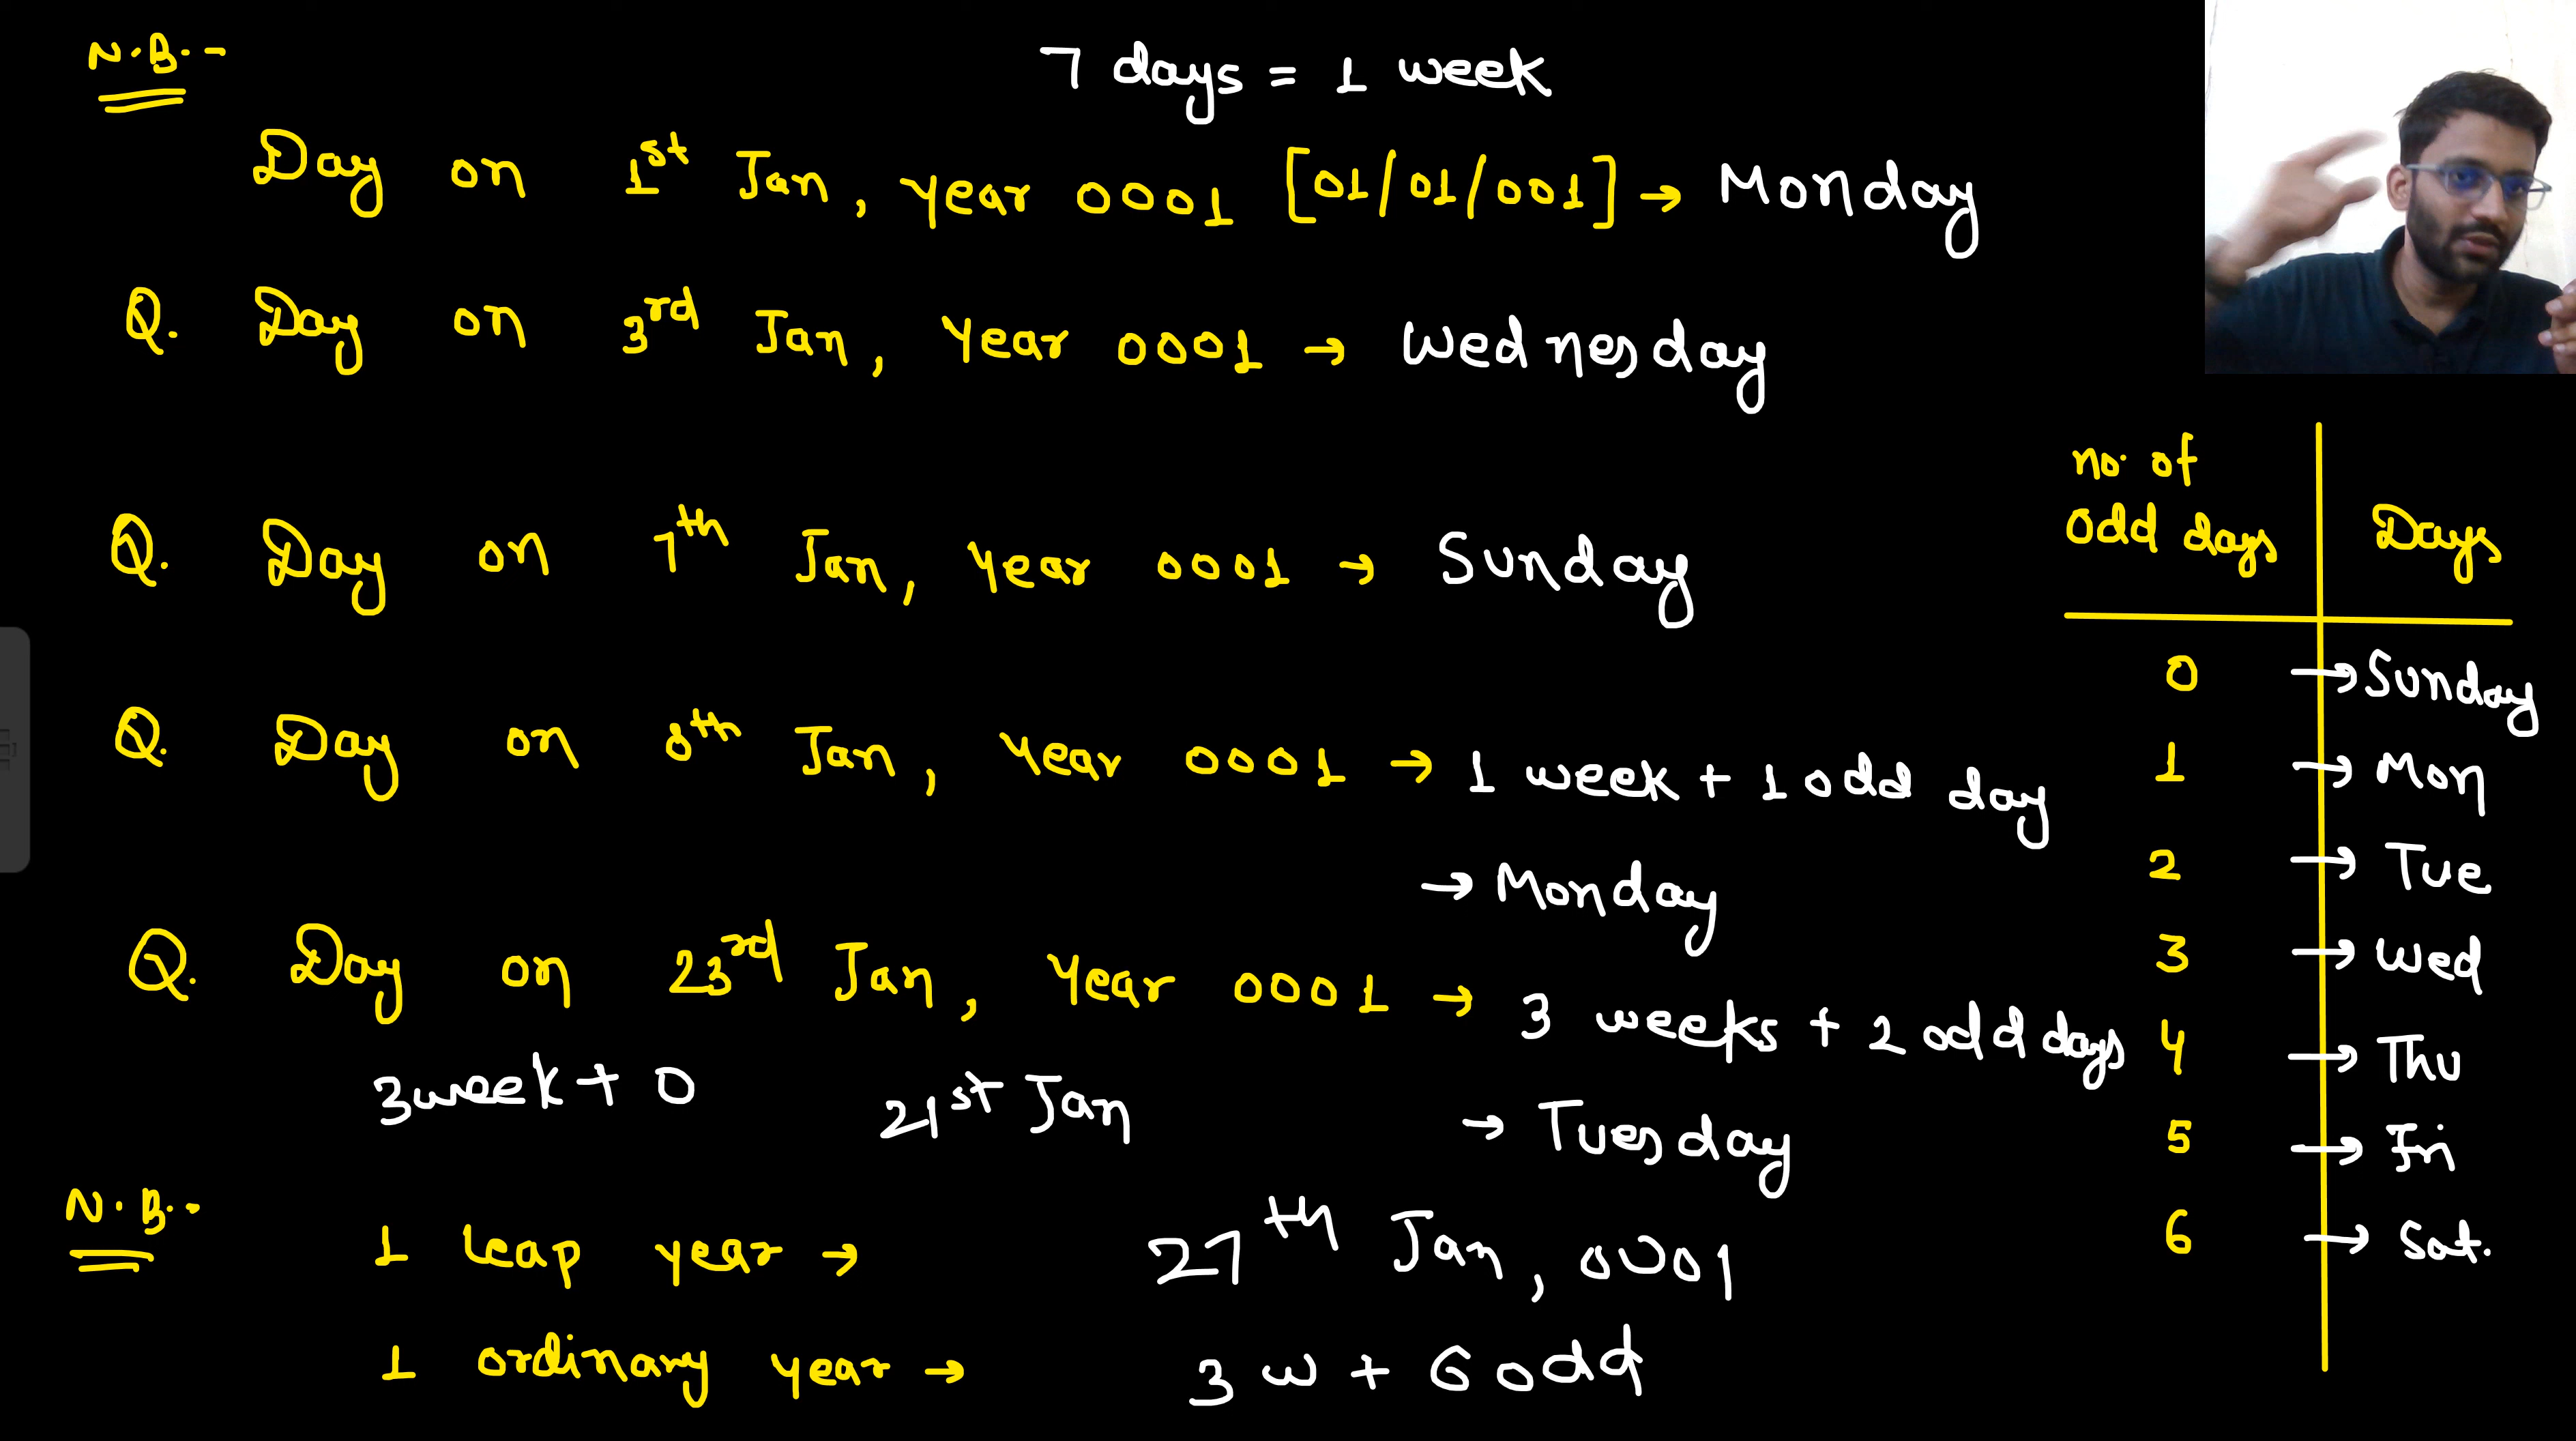 N.B.-
7 days = 1 week
Day on 1st Jan, year 0001 [01/01/001] → Monday
Q. Day on 3rd Jan, Year 0001 → Wednesday
Q. Day on 7th Jan, Year 0001 → Sunday
Q. Day on 8th Jan, Year 0001 → 1 week + 1 odd day
→ Monday
Q. Day on 23rd Jan, Year 0001 → 3 weeks + 2 odd days
3week + 0 21st Jan
→ Tuesday
N.B.-
1 leap year →
27th Jan, 0001
1 ordinary year →
3 w + 6 odd
no. of odd days | Days
0 → Sunday
1 → Mon
2 → Tue
3 → Wed
4 → Thu
5 → Fri
6 → Sat.